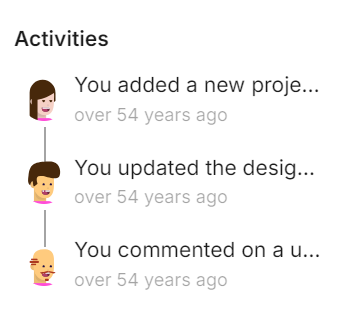 Activities
You added a new proje...
over 54 years ago
You updated the desig...
over 54 years ago
You commented on a u...
over 54 years ago